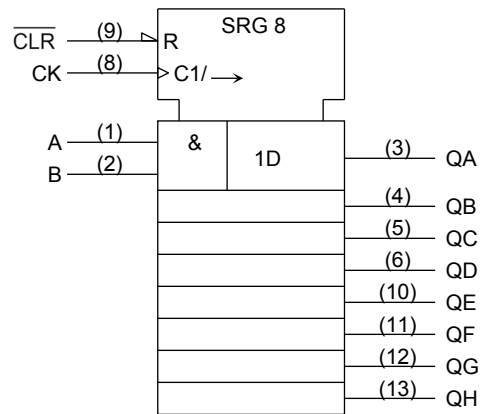 SRG 8
C̅L̅R̅ (9) R
CK (8) C1/
A (1) & 1D (3) QA
B (2)
(4) QB
(5) QC
(6) QD
(10) QE
(11) QF
(12) QG
(13) QH